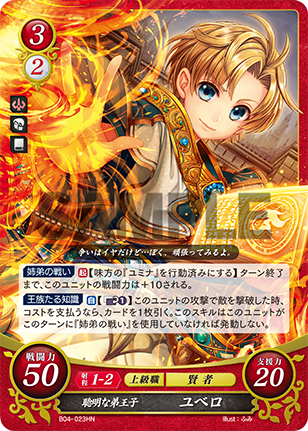 3
2
SAMPLE
争いはイヤだけど…ぼく、頑張ってみるよ。
姉弟の戦い 起【味方の『ユミナ』を行動済みにする】ターン終
了まで、このユニットの戦闘力は+10される。
王族たる知識 自【1】このユニットの攻撃で敵を撃破した時、
コストを支払うなら、カードを1枚引く。このスキルはこのユニット
がこのターンに『姉弟の戦い』を使用していなければ発動しない。
戦闘力
50
射程 1-2 上級職 賢者
支援力
20
聡明な弟王子 ユベロ
B04-023HN
Illust:ふみ